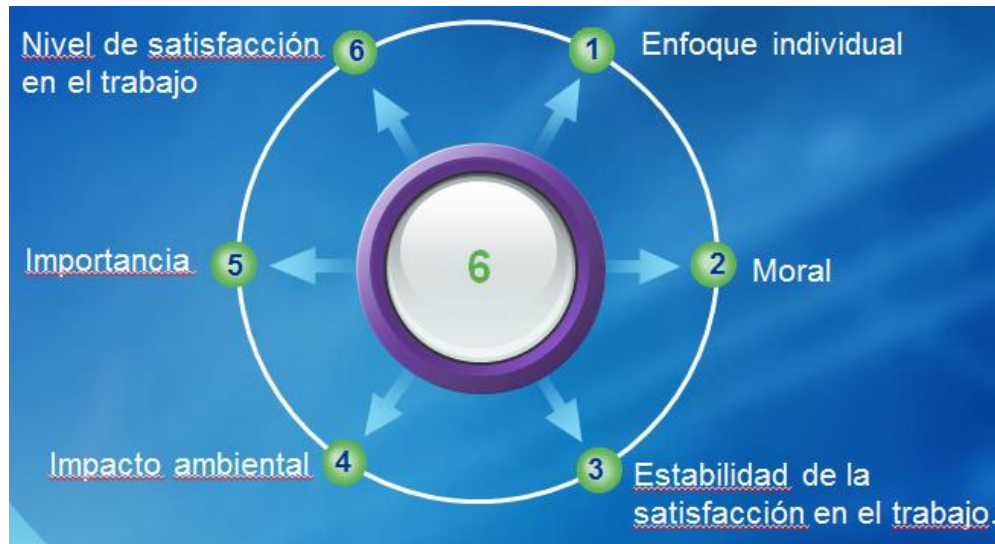 Nivel de satisfacción
en el trabajo
6
1
Enfoque individual
Importancia
5
6
2
Moral
Impacto ambiental
4
3
Estabilidad de la
satisfacción en el trabajo.